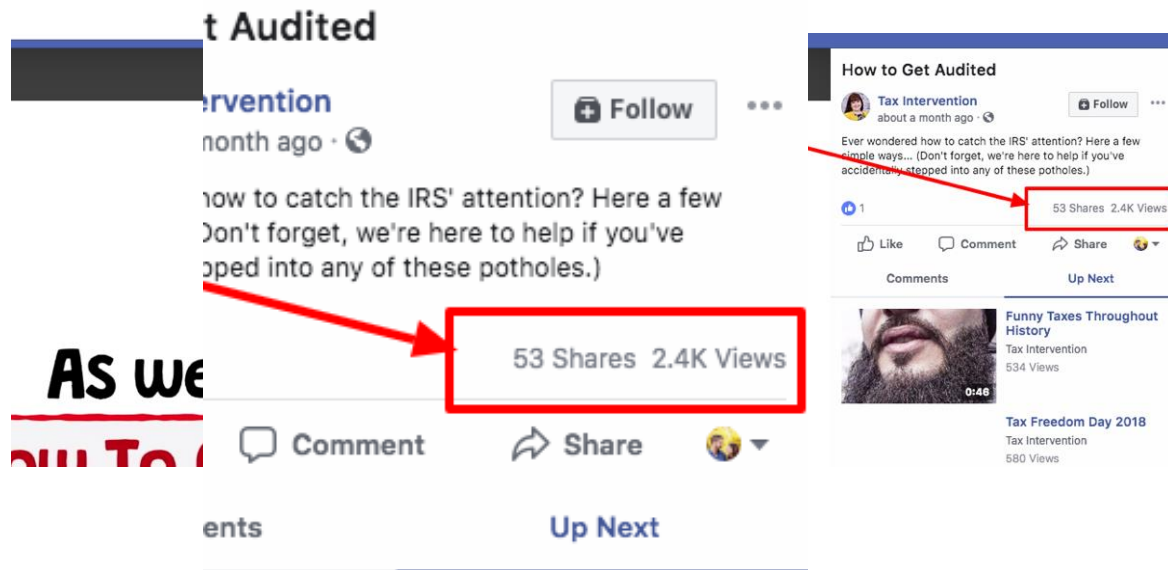 As we
ow To
t Audited
ervention
Follow
month ago
now to catch the IRS' attention? Here a few
Don't forget, we're here to help if you've
pped into any of these potholes.)
53 Shares 2.4K Views
Comment
Share
ents
Up Next
How to Get Audited
Tax Intervention
Follow
about a month ago
Ever wondered how to catch the IRS' attention? Here a few
simple ways... (Don't forget, we're here to help if you've
accidentally stepped into any of these potholes.)
1
53 Shares 2.4K Views
Like
Comment
Share
Comments
Up Next
Funny Taxes Throughout
History
Tax Intervention
534 Views
0:46
Tax Freedom Day 2018
Tax Intervention
580 Views